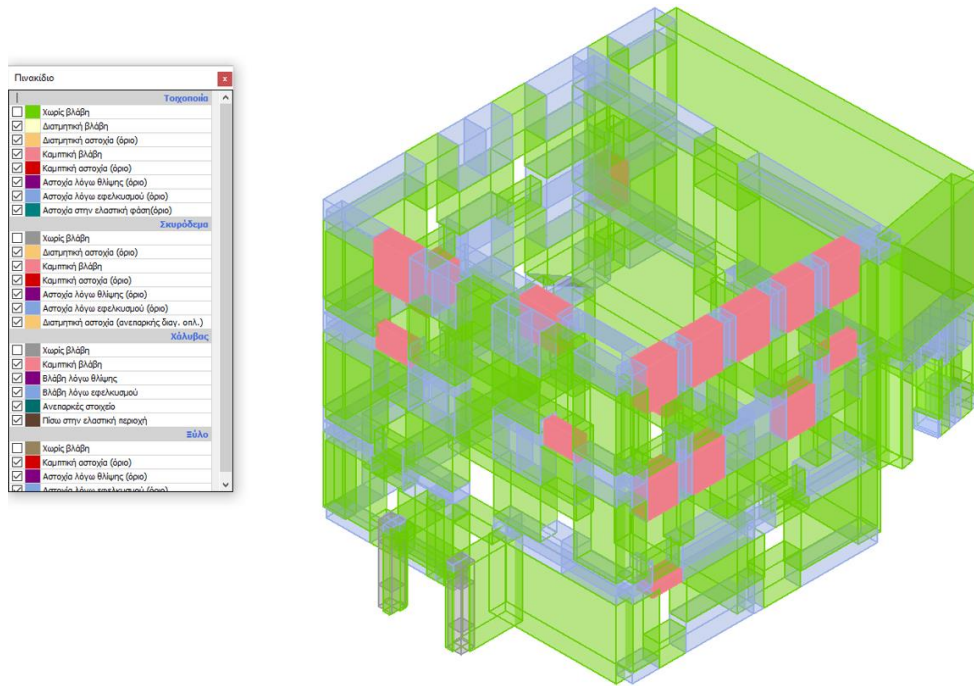 Πινακίδιο
x
Τοιχοποιία
Χωρίς βλάβη
Διατμητική βλάβη
Διατμητική αστοχία (όριο)
Καμπτική βλάβη
Καμπτική αστοχία (όριο)
Αστοχία λόγω θλίψης (όριο)
Αστοχία λόγω εφελκυσμού (όριο)
Αστοχία στην ελαστική φάση(όριο)
Σκυρόδεμα
Χωρίς βλάβη
Διατμητική αστοχία (όριο)
Καμπτική βλάβη
Καμπτική αστοχία (όριο)
Αστοχία λόγω θλίψης (όριο)
Αστοχία λόγω εφελκυσμού (όριο)
Διατμητική αστοχία (ανεπαρκής διαγ. οπλ.)
Χάλυβας
Χωρίς βλάβη
Καμπτική βλάβη
Βλάβη λόγω θλίψης
Βλάβη λόγω εφελκυσμού
Ανεπαρκές στοιχείο
Πίσω στην ελαστική περιοχή
Ξύλο
Χωρίς βλάβη
Καμπτική αστοχία (όριο)
Αστοχία λόγω θλίψης (όριο)
Αστοχία λόγω εφελκυσμού (όριο)